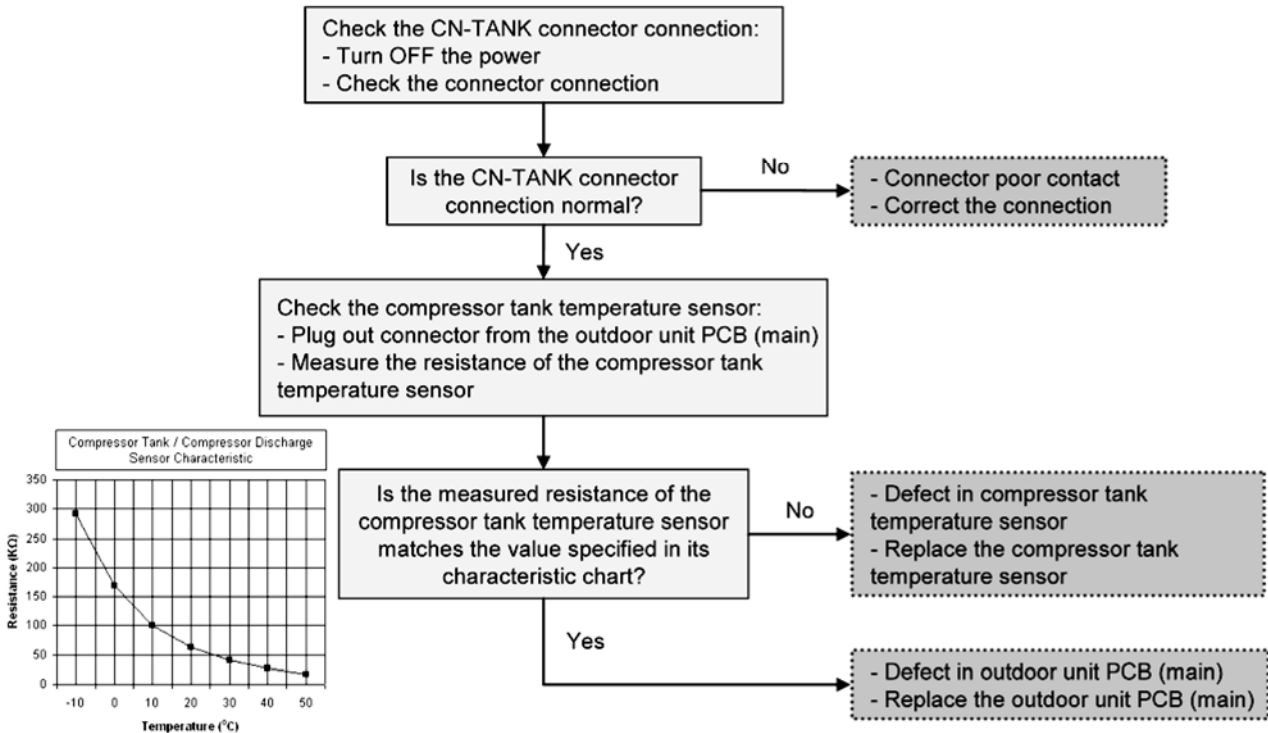 Check the CN-TANK connector connection:
- Turn OFF the power
- Check the connector connection
Is the CN-TANK connector
connection normal?
No
- Connector poor contact
- Correct the connection
Yes
Check the compressor tank temperature sensor:
- Plug out connector from the outdoor unit PCB (main)
- Measure the resistance of the compressor tank
temperature sensor
Compressor Tank / Compressor Discharge
Sensor Characteristic
Resistance (KΩ)
350
300
250
200
150
100
50
0
-10 0 10 20 30 40 50
Temperature (°C)
Is the measured resistance of the
compressor tank temperature sensor
matches the value specified in its
characteristic chart?
No
- Defect in compressor tank
temperature sensor
- Replace the compressor tank
temperature sensor
Yes
- Defect in outdoor unit PCB (main)
- Replace the outdoor unit PCB (main)